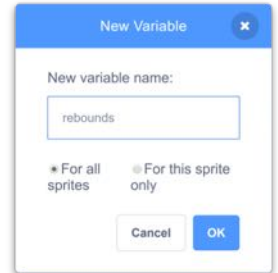 New Variable
New variable name:
rebounds
For all For this sprite
sprites only
Cancel OK